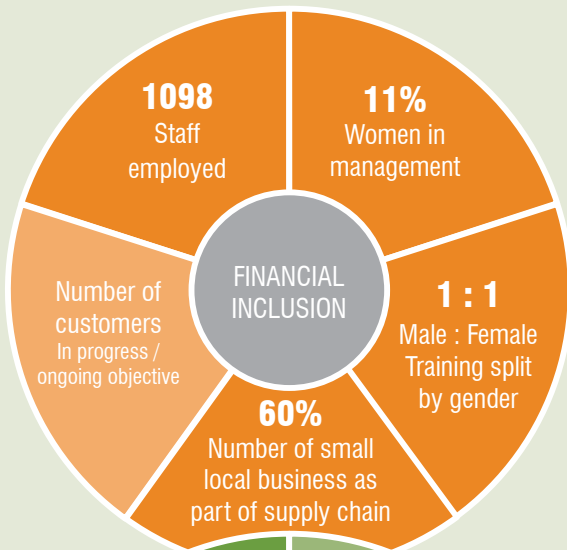 1098
Staff
employed
11%
Women in
management
FINANCIAL
INCLUSION
Number of
customers
In progress /
ongoing objective
1 : 1
Male : Female
Training split
by gender
60%
Number of small
local business as
part of supply chain